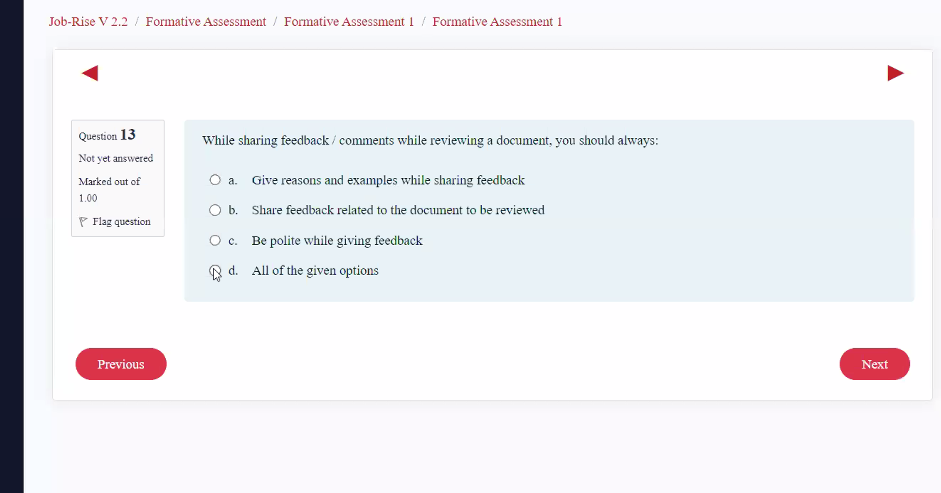 Job-Rise V 2.2 / Formative Assessment / Formative Assessment 1 / Formative Assessment 1
Question 13
Not yet answered
Marked out of
1.00
Flag question
While sharing feedback / comments while reviewing a document, you should always:
a. Give reasons and examples while sharing feedback
b. Share feedback related to the document to be reviewed
c. Be polite while giving feedback
d. All of the given options
Previous
Next